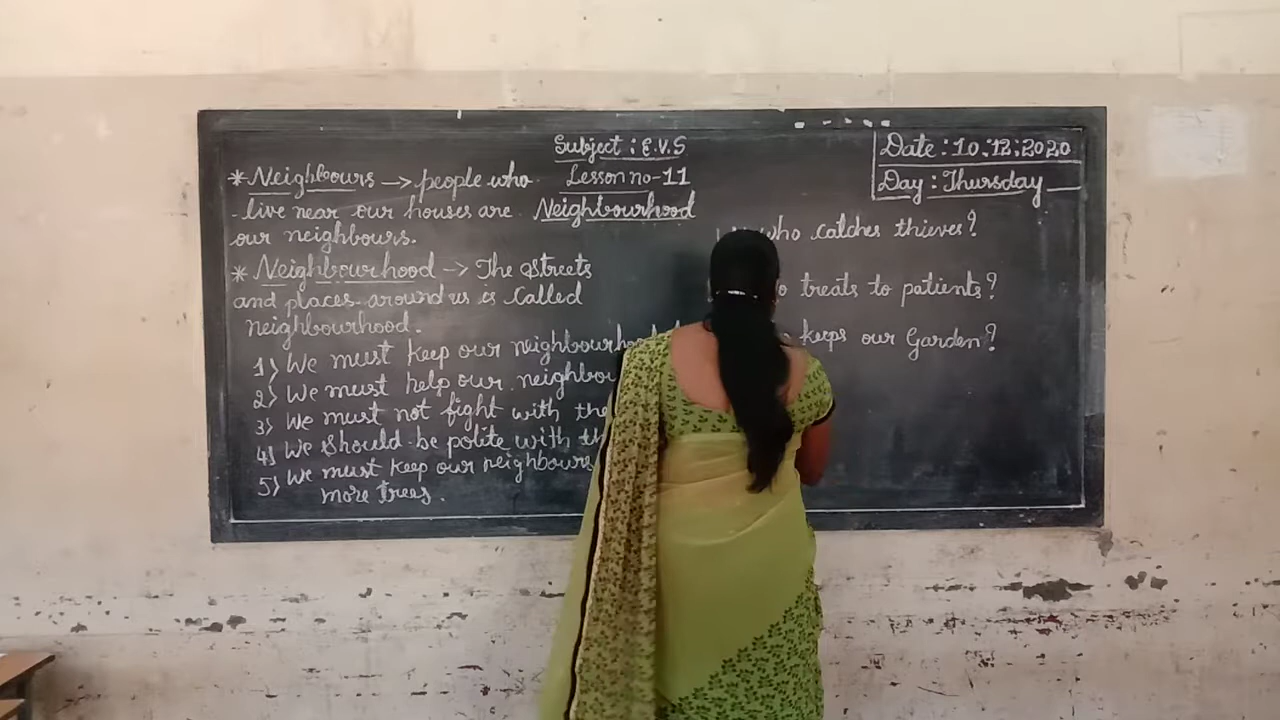 Subject : E.V.S
Lesson no-11
Neighbourhood
Date : 10.12.2020
Day : Thursday
* Neighbours -> people who
live near our houses are
our neighbours.
* Neighbourhood -> The streets
and places around us is called
neighbourhood.
1) We must keep our
2) We must help our
3) We must not fight with
4) We should be polite with
5) We must keep our neighbours
more trees.
who catches thieves?
treats to patients?
keeps our Garden?